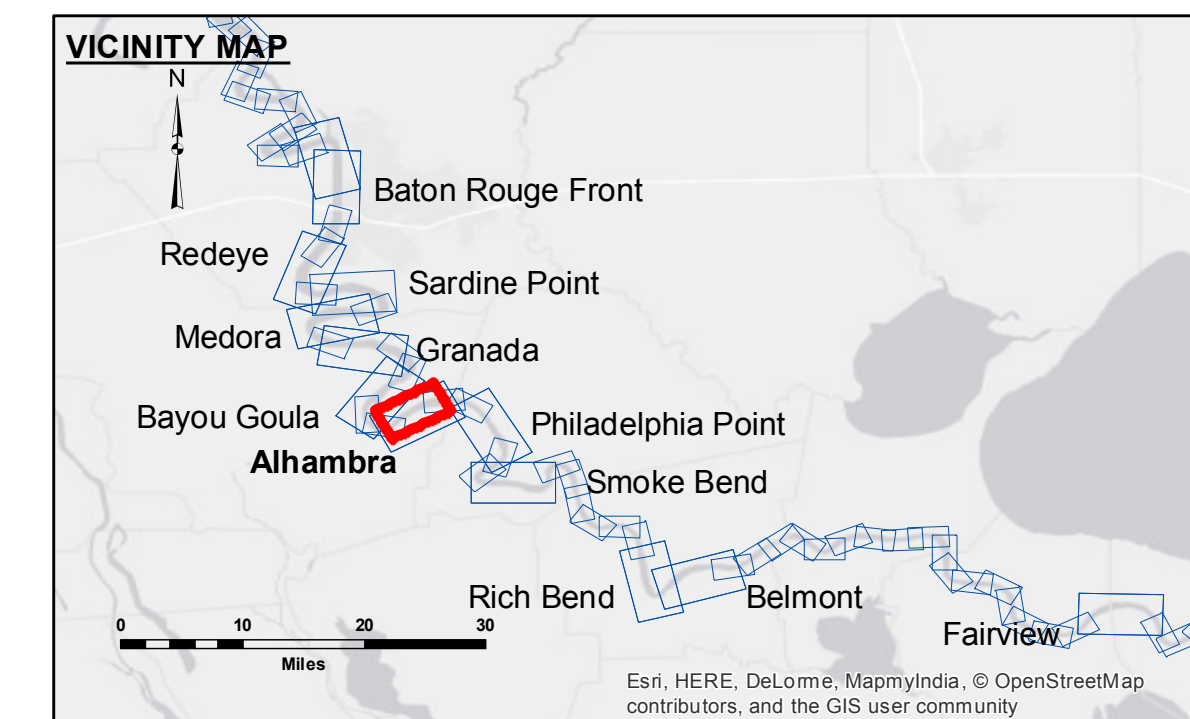 VICINITY MAP
N
Baton Rouge Front
Redeye
Sardine Point
Medora
Granada
Bayou Goula
Philadelphia Point
Alhambra
Smoke Bend
Rich Bend
Belmont
Fairview
0 10 20 30
Miles
Esri, HERE, DeLorme, MapmyIndia, © OpenStreetMap
contributors, and the GIS user community